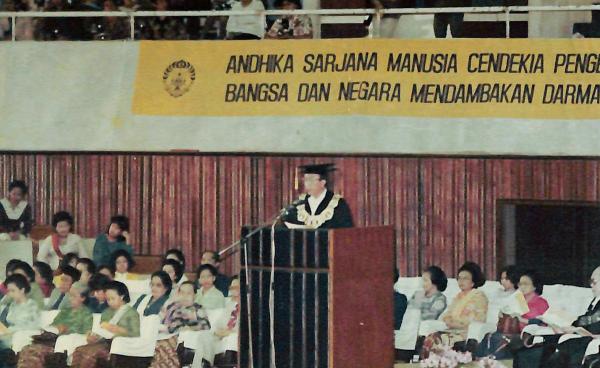 ANDHIKA SARJANA MANUSIA CENDEKIA
BANGSA DAN NEGARA MENDAMBAKAN